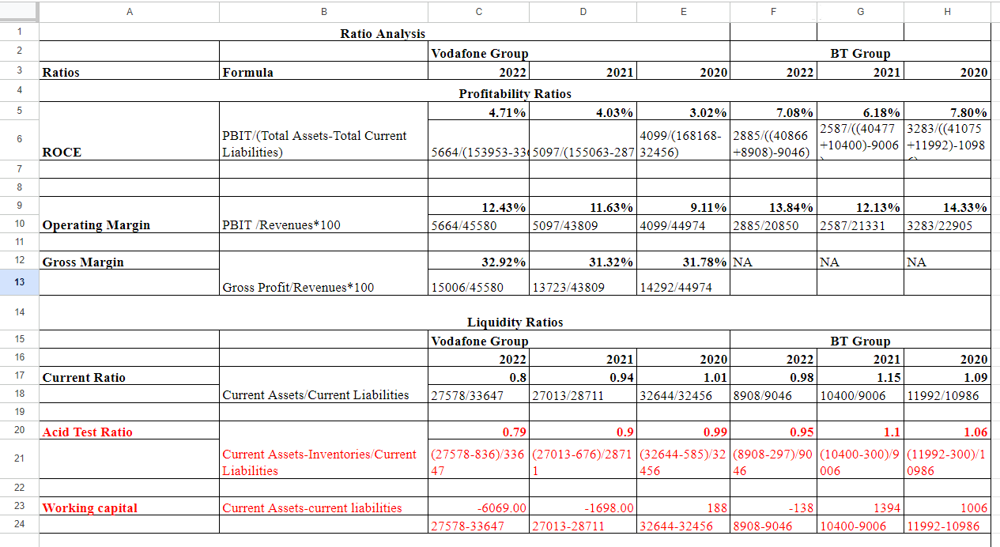 A B C D E F G H
1 Ratio Analysis
2 Vodafone Group BT Group
3 Ratios Formula 2022 2021 2020 2022 2021 2020
4 Profitability Ratios
5 4.71% 4.03% 3.02% 7.08% 6.18% 7.80%
6 ROCE PBIT/(Total Assets-Total Current
Liabilities) 5664/(153953-33 5097/(155063-287 4099/(168168-
32456) 2885/((40866
+8908)-9046) 2587/((40477
+10400)-9006 3283/((41075
+11992)-1098
7
8
9 12.43% 11.63% 9.11% 13.84% 12.13% 14.33%
10 Operating Margin PBIT /Revenues*100 5664/45580 5097/43809 4099/44974 2885/20850 2587/21331 3283/22905
11
12 Gross Margin 32.92% 31.32% 31.78% NA NA NA
13 Gross Profit/Revenues*100 15006/45580 13723/43809 14292/44974
14 Liquidity Ratios
15 Vodafone Group BT Group
16 2022 2021 2020 2022 2021 2020
17 Current Ratio 0.8 0.94 1.01 0.98 1.15 1.09
18 Current Assets/Current Liabilities 27578/33647 27013/28711 32644/32456 8908/9046 10400/9006 11992/10986
19
20 Acid Test Ratio 0.79 0.9 0.99 0.95 1.1 1.06
21 Current Assets-Inventories/Current
Liabilities (27578-836)/336
47 (27013-676)/2871
1 (32644-585)/32
456 (8908-297)/90
46 (10400-300)/9
006 (11992-300)/1
0986
22
23 Working capital Current Assets-current liabilities -6069.00 -1698.00 188 -138 1394 1006
24 27578-33647 27013-28711 32644-32456 8908-9046 10400-9006 11992-10986